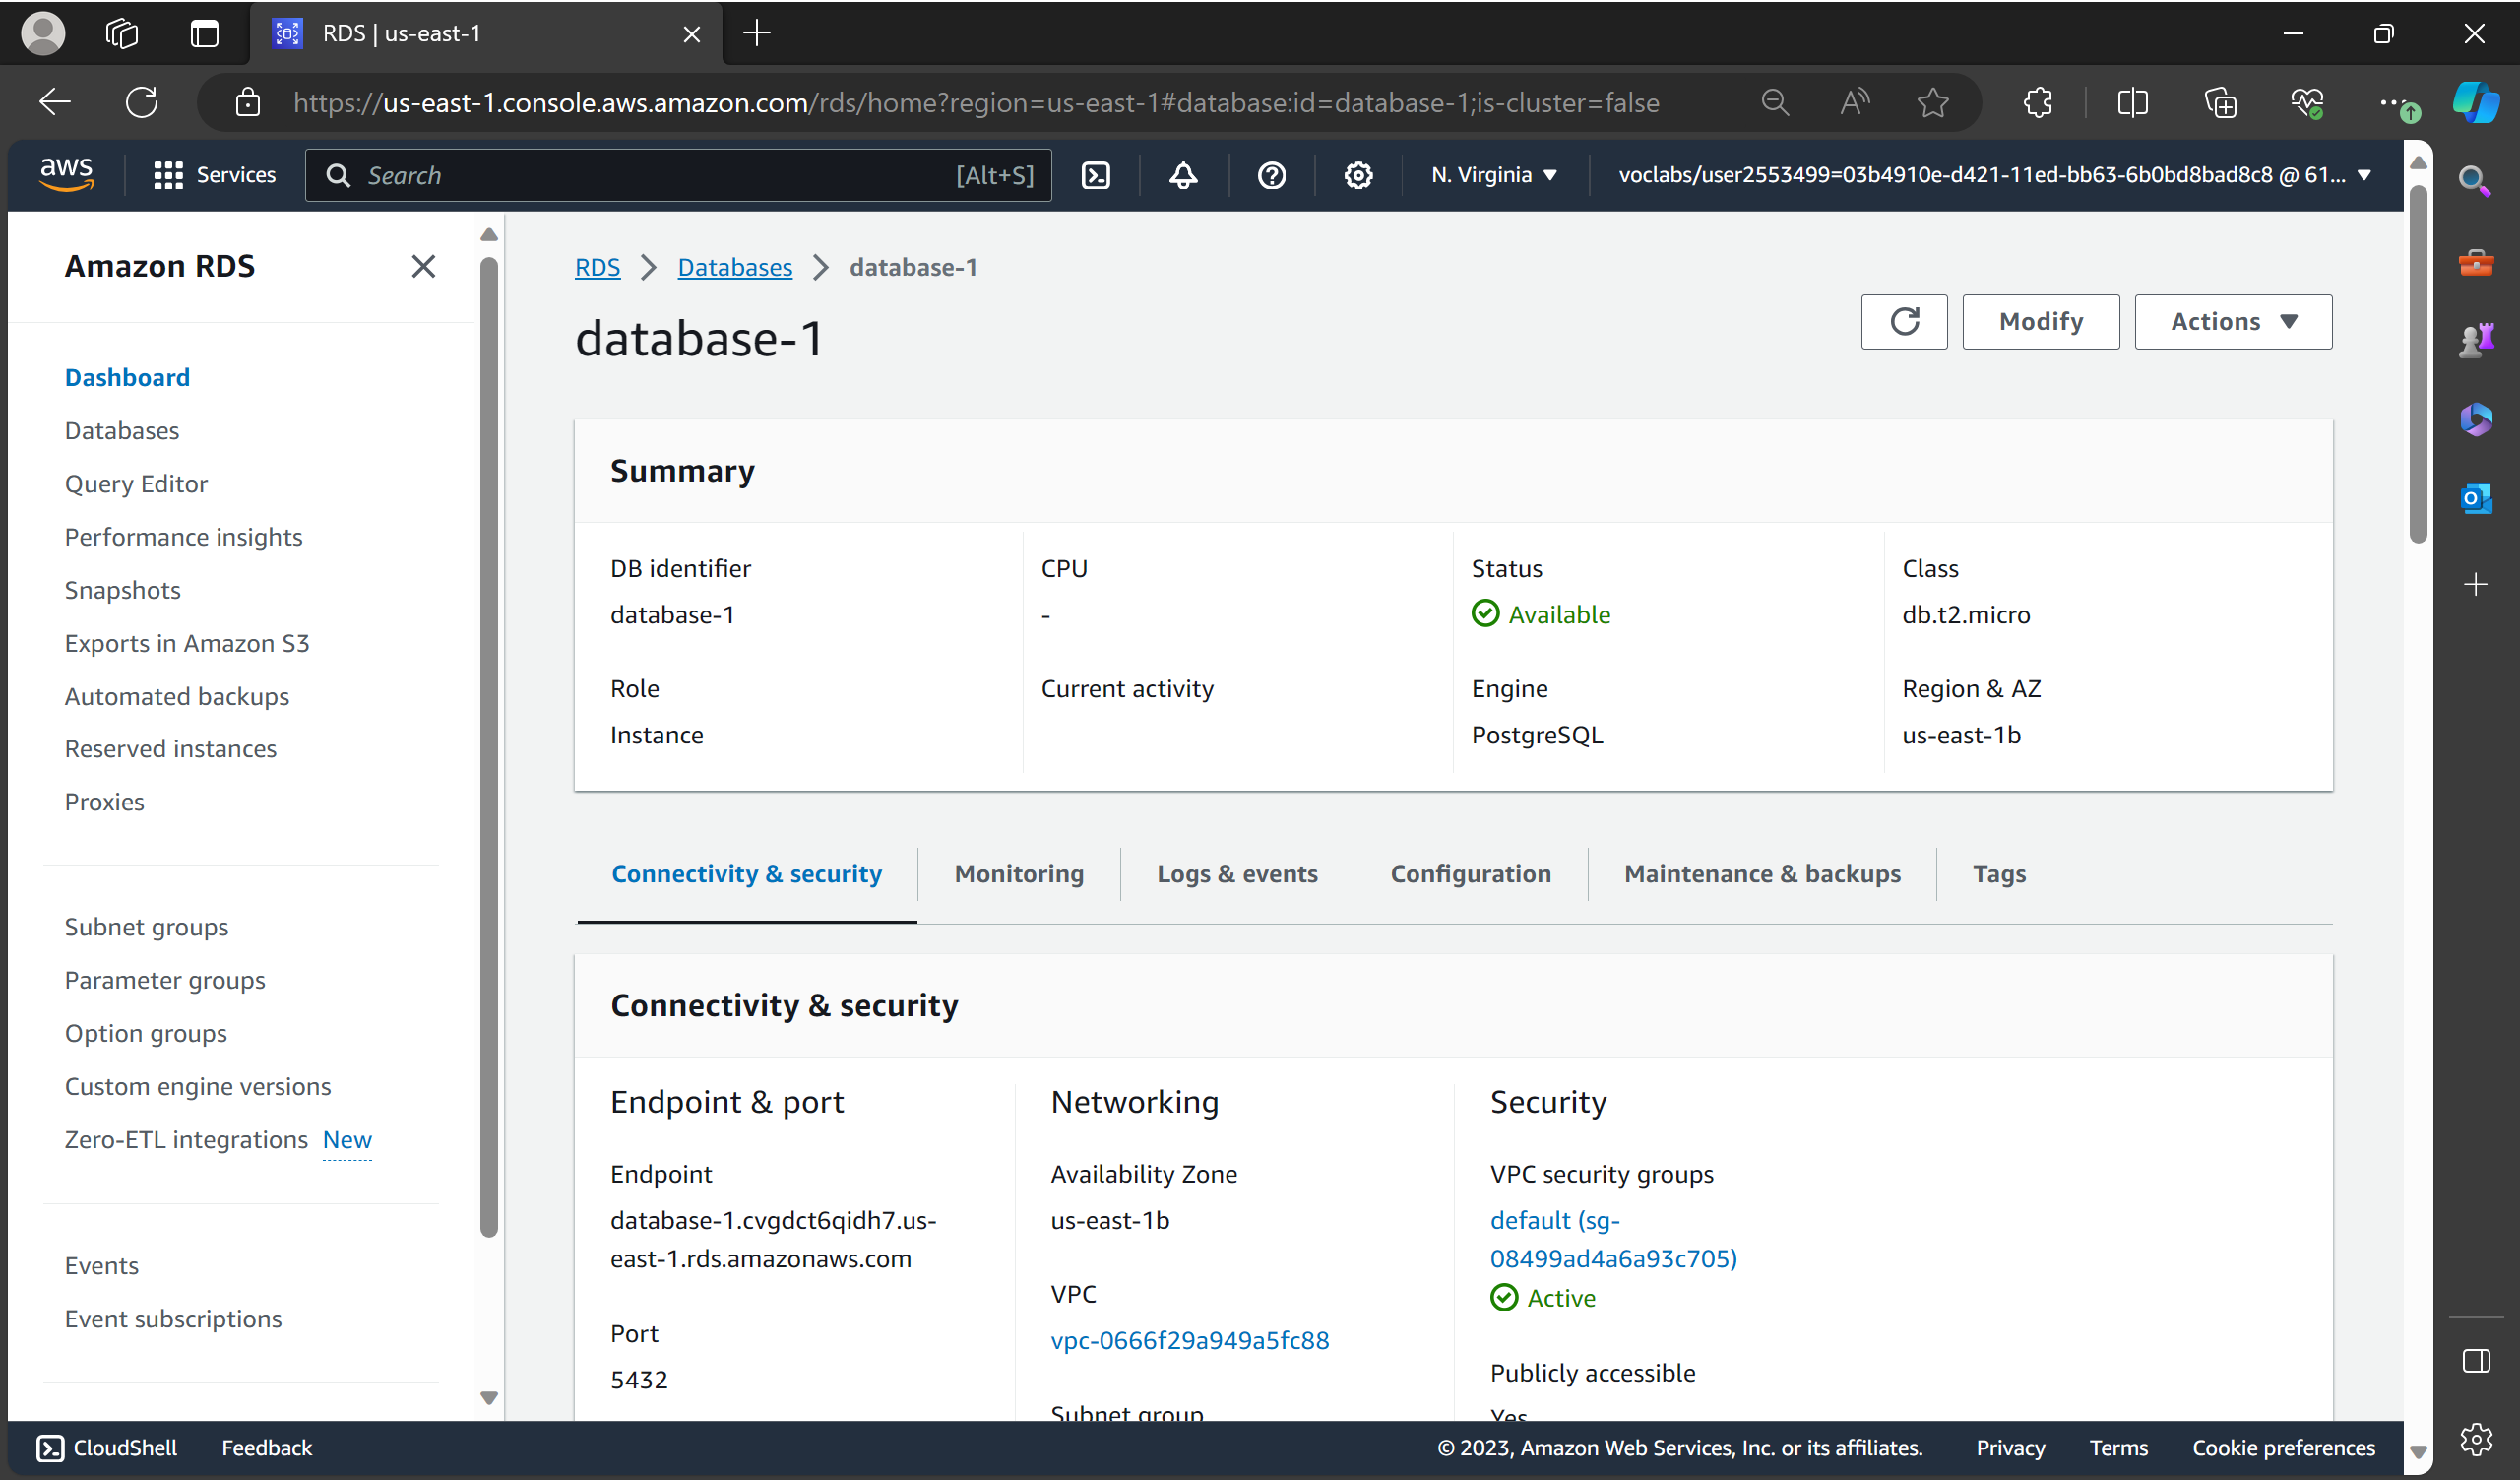 RDS | us-east-1
https://us-east-1.console.aws.amazon.com/rds/home?region=us-east-1#database:id=database-1;is-cluster=false
aws
Services
Search
[Alt+S]
N. Virginia
voclabs/user2553499=03b4910e-d421-11ed-bb63-6b0bd8bad8c8 @ 61...
Amazon RDS
Dashboard
Databases
Query Editor
Performance insights
Snapshots
Exports in Amazon S3
Automated backups
Reserved instances
Proxies
Subnet groups
Parameter groups
Option groups
Custom engine versions
Zero-ETL integrations New
Events
Event subscriptions
RDS > Databases > database-1
database-1
Modify
Actions
Summary
DB identifier
database-1
CPU
-
Status
Available
Class
db.t2.micro
Role
Instance
Current activity
Engine
PostgreSQL
Region & AZ
us-east-1b
Connectivity & security
Monitoring
Logs & events
Configuration
Maintenance & backups
Tags
Connectivity & security
Endpoint & port
Endpoint
database-1.cvgdct6qidh7.us-
east-1.rds.amazonaws.com
Port
5432
Networking
Availability Zone
us-east-1b
VPC
vpc-0666f29a949a5fc88
Subnet group
Security
VPC security groups
default (sg-
08499ad4a6a93c705)
Active
Publicly accessible
Yes
CloudShell
Feedback
© 2023, Amazon Web Services, Inc. or its affiliates.
Privacy
Terms
Cookie preferences